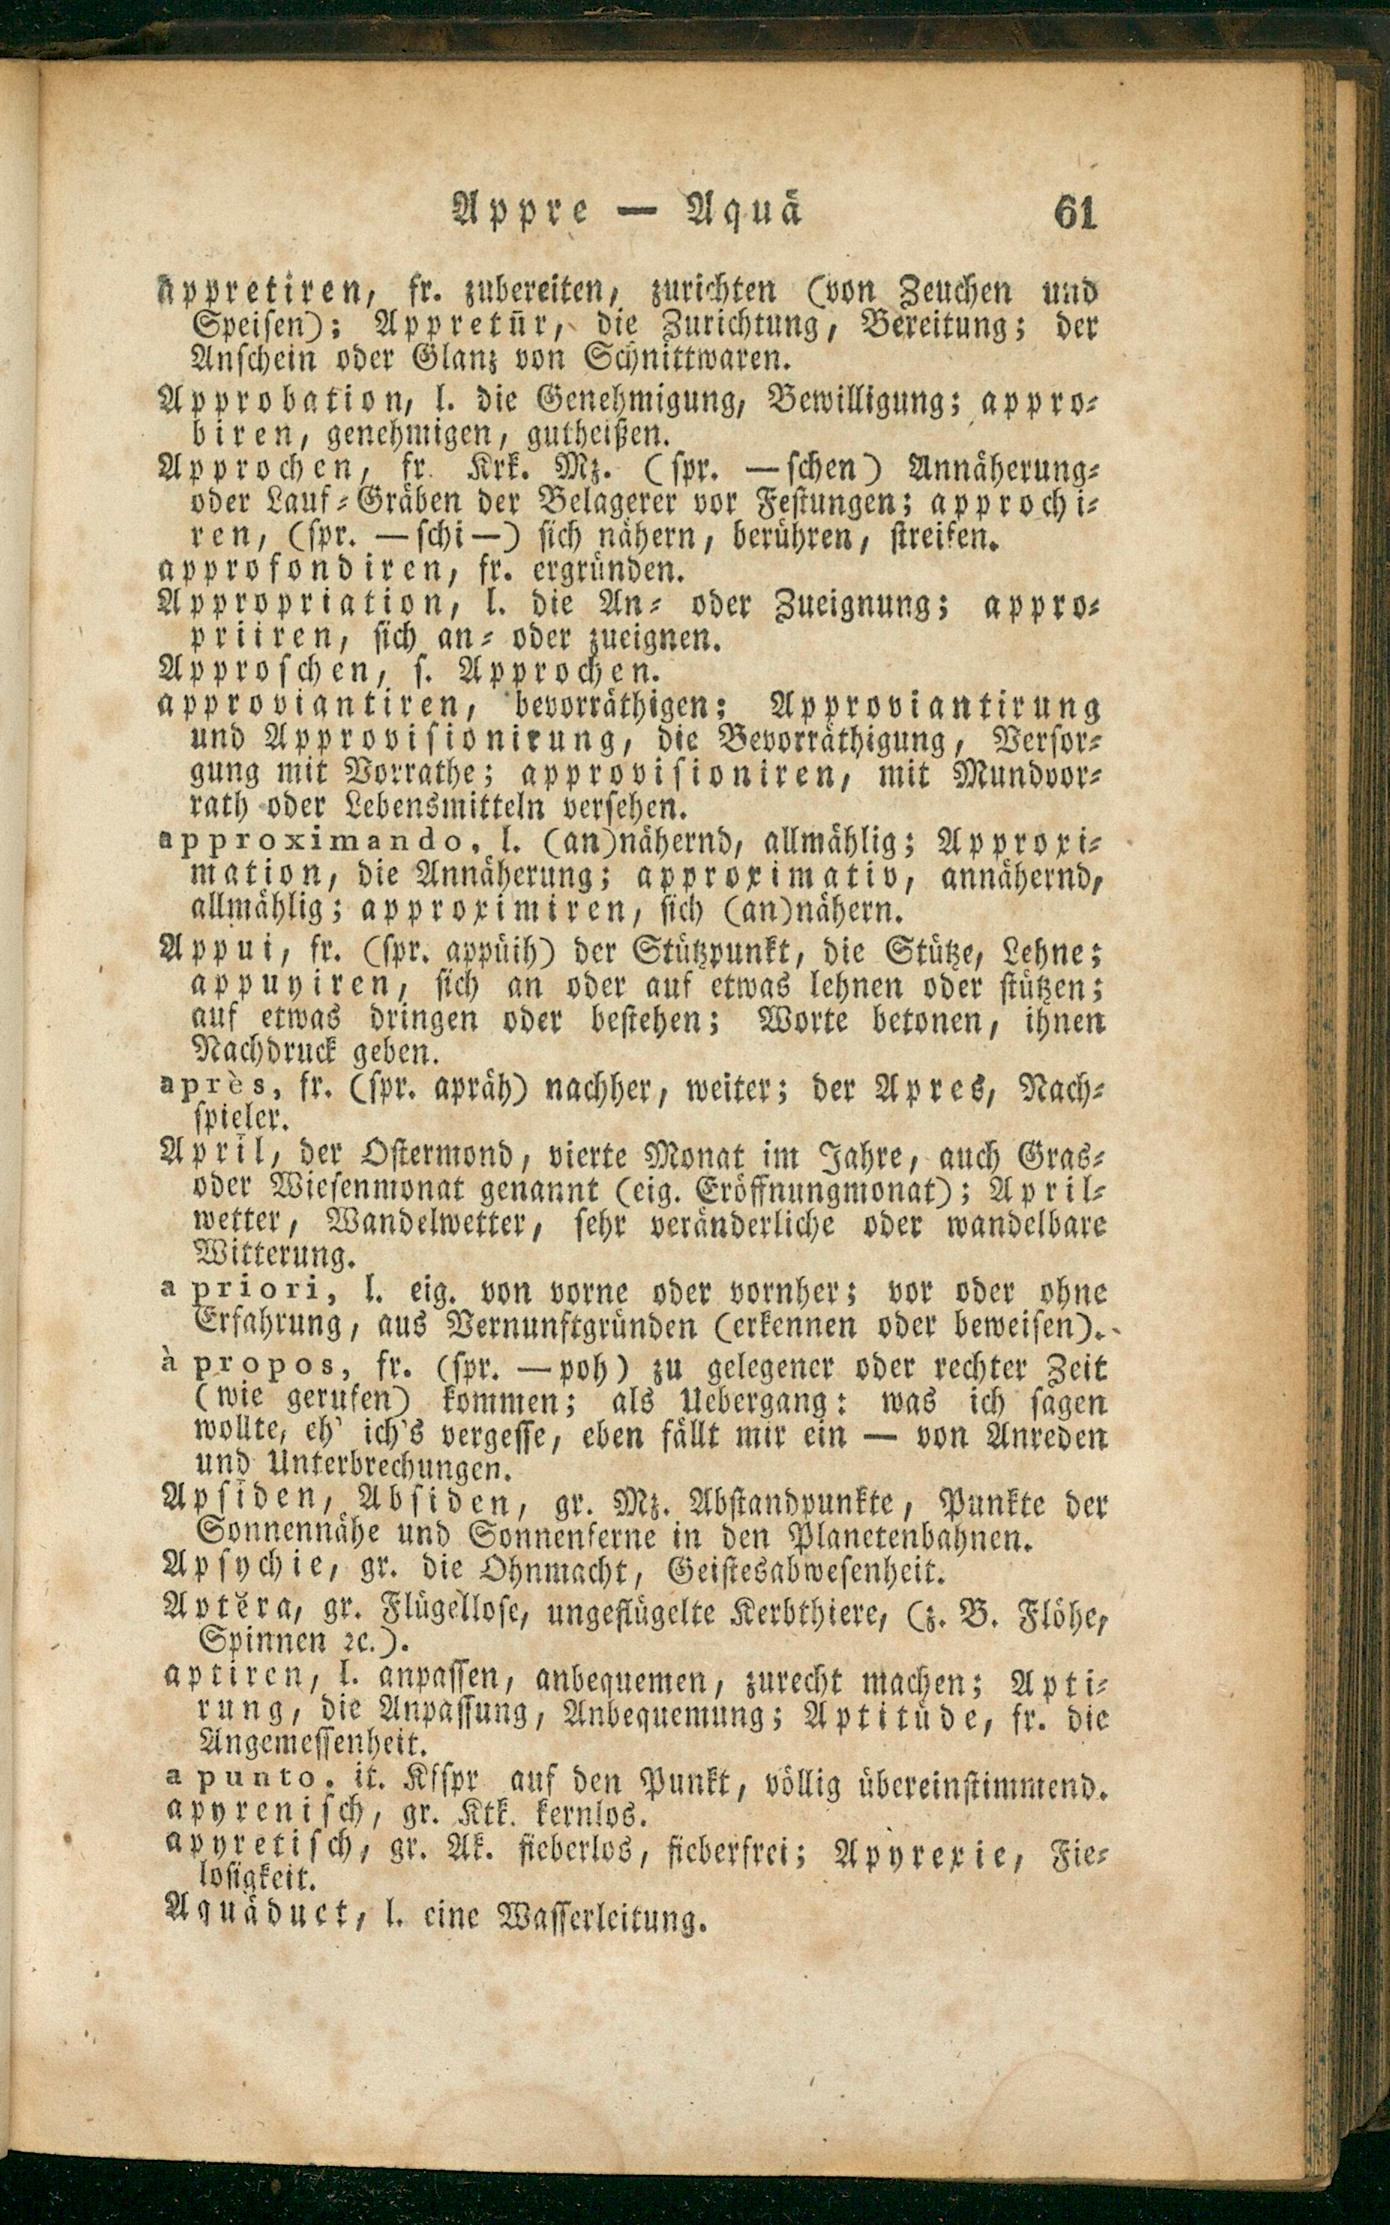 Appre — Aquä 61
appretiren, fr. zubereiten, zurichten (von Zeuchen und
Speisen); Appretür, die Zurichtung, Bereitung; der
Anschein oder Glanz von Schnittwaren.
Approbation, l. die Genehmigung, Bewilligung; appro-
biren, genehmigen, gutheißen.
Approchen, fr. Krk. Mz. (spr. —schen) Annäherung-
oder Lauf-Gräben der Belagerer vor Festungen; approchi-
ren, (spr. —schi—) sich nähern, berühren, streifen.
approfondiren, fr. ergründen.
Appropriation, l. die An- oder Zueignung; appro-
priiren, sich an- oder zueignen.
Approschen, s. Approchen.
approviantiren, bevorräthigen; Approviantirung
und Approvisionirung, die Bevorräthigung, Versor-
gung mit Vorrathe; approvisioniren, mit Mundvor-
rath oder Lebensmitteln versehen.
approximando, l. (an)nähernd, allmählig; Approxi-
mation, die Annäherung; approximativ, annähernd,
allmählig; approximiren, sich (an)nähern.
Appui, fr. (spr. appüih) der Stützpunkt, die Stütze, Lehne;
appuyiren, sich an oder auf etwas lehnen oder stützen;
auf etwas dringen oder bestehen; Worte betonen, ihnen
Nachdruck geben.
après, fr. (spr. apräh) nachher, weiter; der Apres, Nach-
spieler.
April, der Ostermond, vierte Monat im Jahre, auch Gras-
oder Wiesenmonat genannt (eig. Eröffnungmonat); April-
wetter, Wandelwetter, sehr veränderliche oder wandelbare
Witterung.
a priori, l. eig. von vorne oder vornher; vor oder ohne
Erfahrung, aus Vernunftgründen (erkennen oder beweisen).
à propos, fr. (spr. —poh) zu gelegener oder rechter Zeit
(wie gerufen) kommen; als Uebergang: was ich sagen
wollte, eh' ich's vergesse, eben fällt mir ein — von Anreden
und Unterbrechungen.
Apsiden, Absiden, gr. Mz. Abstandpunkte, Punkte der
Sonnennähe und Sonnenferne in den Planetenbahnen.
Apsychie, gr. die Ohnmacht, Geistesabwesenheit.
Aptĕra, gr. Flügellose, ungeflügelte Kerbthiere, (z. B. Flöhe,
Spinnen ꝛc.).
aptiren, l. anpassen, anbequemen, zurecht machen; Apti-
rung, die Anpassung, Anbequemung; Aptitüde, fr. die
Angemessenheit.
a punto, it. Kfspr auf den Punkt, völlig übereinstimmend.
apyrenisch, gr. Ktk. kernlos.
apyretisch, gr. Ak. fieberlos, fieberfrei; Apyrexie, Fie-
losigkeit.
Aquäduct, l. eine Wasserleitung.